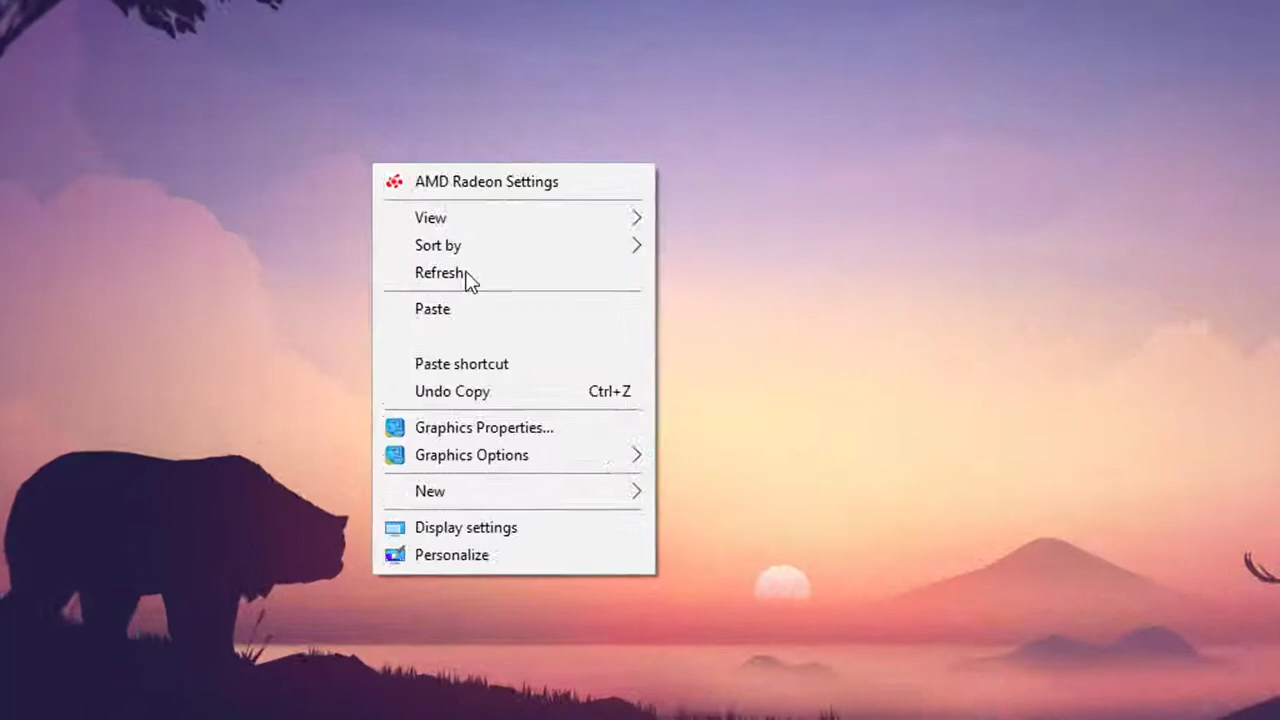 AMD Radeon Settings
View
Sort by
Refresh
Paste
Paste shortcut
Undo Copy Ctrl+Z
Graphics Properties...
Graphics Options
New
Display settings
Personalize